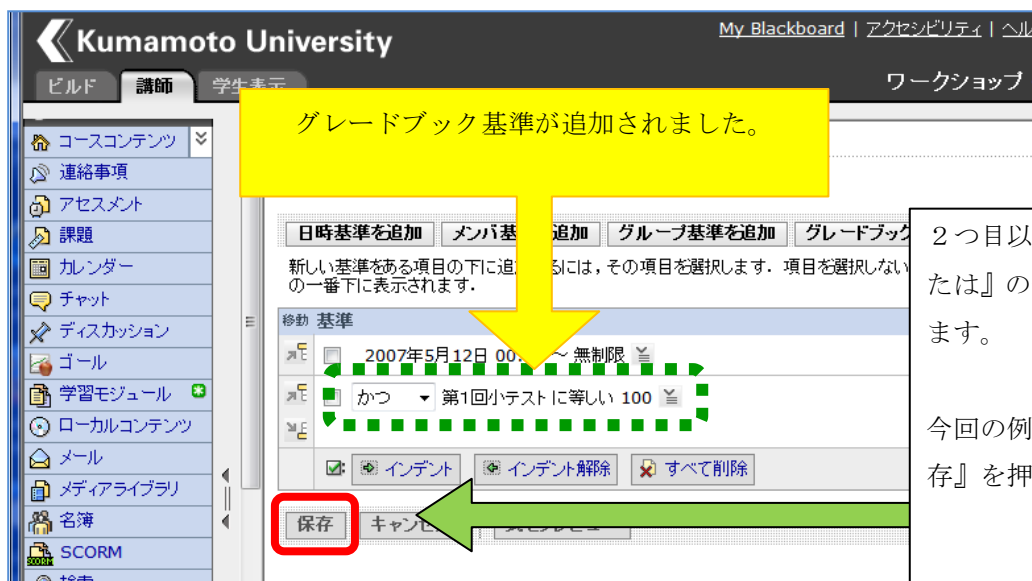 Kumamoto University
My Blackboard | アクセシビリティ | ヘル
ビルド 講師 学生表示
ワークショップ
グレードブック基準が追加されました。
コースコンテンツ
連絡事項
アセスメント
課題
カレンダー
チャット
ディスカッション
ゴール
学習モジュール
ローカルコンテンツ
メール
メディアライブラリ
名簿
SCORM
日時基準を追加 メンバ基 追加 グループ基準を追加 グレードブック
新しい基準をある項目の下に追 るには，その項目を選択します． 項目を選択しない
の一番下に表示されます．
移動 基準
2007年5月12日 00: ～ 無制限
かつ 第1回小テスト に等しい 100
インデント インデント解除 すべて削除
保存 キャンセ
２つ目以
たは』の
ます。
今回の例
存』を押